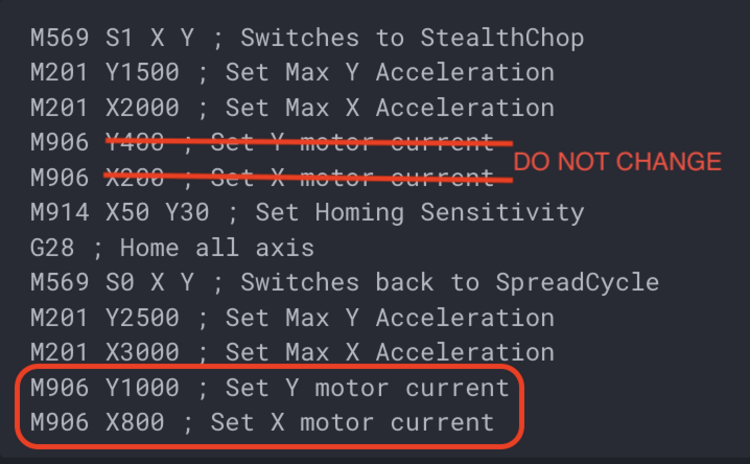 M569 S1 X Y ; Switches to StealthChop
M201 Y1500 ; Set Max Y Acceleration
M201 X2000 ; Set Max X Acceleration
M906 Y400 ; Set Y motor current
DO NOT CHANGE
M906 X200 ; Set X motor current
M914 X50 Y30 ; Set Homing Sensitivity
G28 ; Home all axis
M569 S0 X Y ; Switches back to SpreadCycle
M201 Y2500 ; Set Max Y Acceleration
M201 X3000 ; Set Max X Acceleration
M906 Y1000 ; Set Y motor current
M906 X800 ; Set X motor current